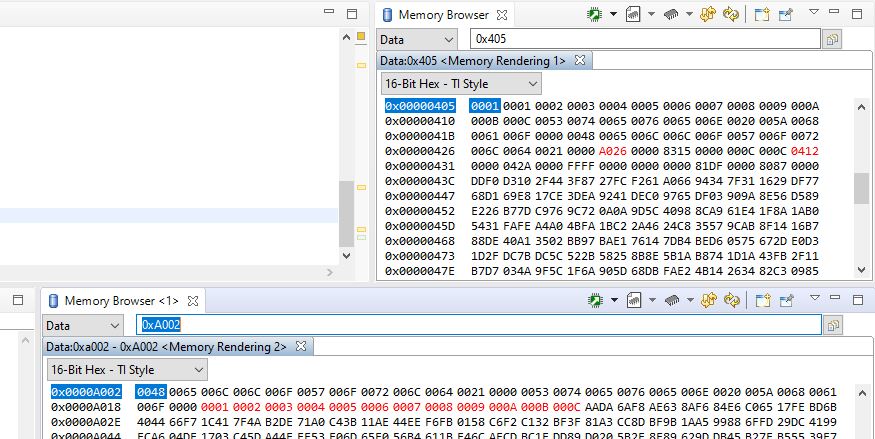 Memory Browser
Data 0x405
Data:0x405 <Memory Rendering 1>
16-Bit Hex - TI Style
0x00000405 0001 0001 0002 0003 0004 0005 0006 0007 0008 0009 000A
0x00000410 000B 000C 0053 0074 0065 0076 0065 006E 0020 005A 0068
0x0000041B 0061 006F 0000 0048 0065 006C 006C 006F 0057 006F 0072
0x00000426 006C 0064 0021 0000 A026 0000 8315 0000 000C 000C 0412
0x00000431 0000 042A 0000 FFFF 0000 0000 0000 81DF 0000 8087 0000
0x0000043C DDF0 D310 2F44 3F87 27FC F261 A066 9434 7F31 1629 DF77
0x00000447 68D1 69E8 17CE 3DEA 9241 DEC0 9765 DF03 909A 8E56 D589
0x00000452 E226 B77D C976 9C72 0A0A 9D5C 4098 8CA9 61E4 1F8A 1AB0
0x0000045D 5431 FAFE A4A0 4BFA 1BC2 2A46 24C8 3557 9CAB 8F14 16B7
0x00000468 88DE 40A1 3502 BB97 BAE1 7614 7DB4 BED6 0575 672D E0D3
0x00000473 1D2F DC7B DC5C 522B 5825 8B8E 5B1A B874 1D1A 43FB 2F11
0x0000047E B7D7 034A 9F5C 1F6A 905D 68DB FAE2 4B14 2634 82C3 0985
Memory Browser <1>
Data 0xA002
Data:0xa002 - 0xA002 <Memory Rendering 2>
16-Bit Hex - TI Style
0x0000A002 0048 0065 006C 006C 006F 0057 006F 0072 006C 0064 0021 0000 0053 0074 0065 0076 0065 006E 0020 005A 0068 0061
0x0000A018 006F 0000 0001 0002 0003 0004 0005 0006 0007 0008 0009 000A 000B 000C AADA 6AF8 AE63 8AF6 84E6 C065 17FE BD6B
0x0000A02E 4044 66F7 1C41 7F4A B2DE 71A0 C43B 11AE 44EE F6FB 0158 C6F2 C132 BF3F 81A3 CC8D BF9B 1AA5 9988 6FFD 29DC 4199